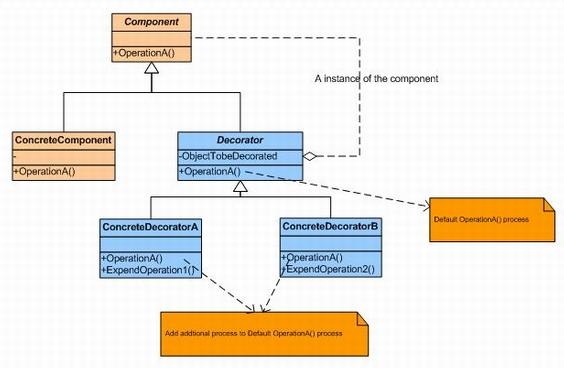 Component
+OperationA()
A instance of the component
ConcreteComponent
-
+OperationA()
Decorator
-ObjectTobeDecorated
+OperationA()
Default OperationA() process
ConcreteDecoratorA
+OperationA()
+ExpendOperation1()
ConcreteDecoratorB
+OperationA()
+ExpendOperation2()
Add addtional process to Default OperationA() process